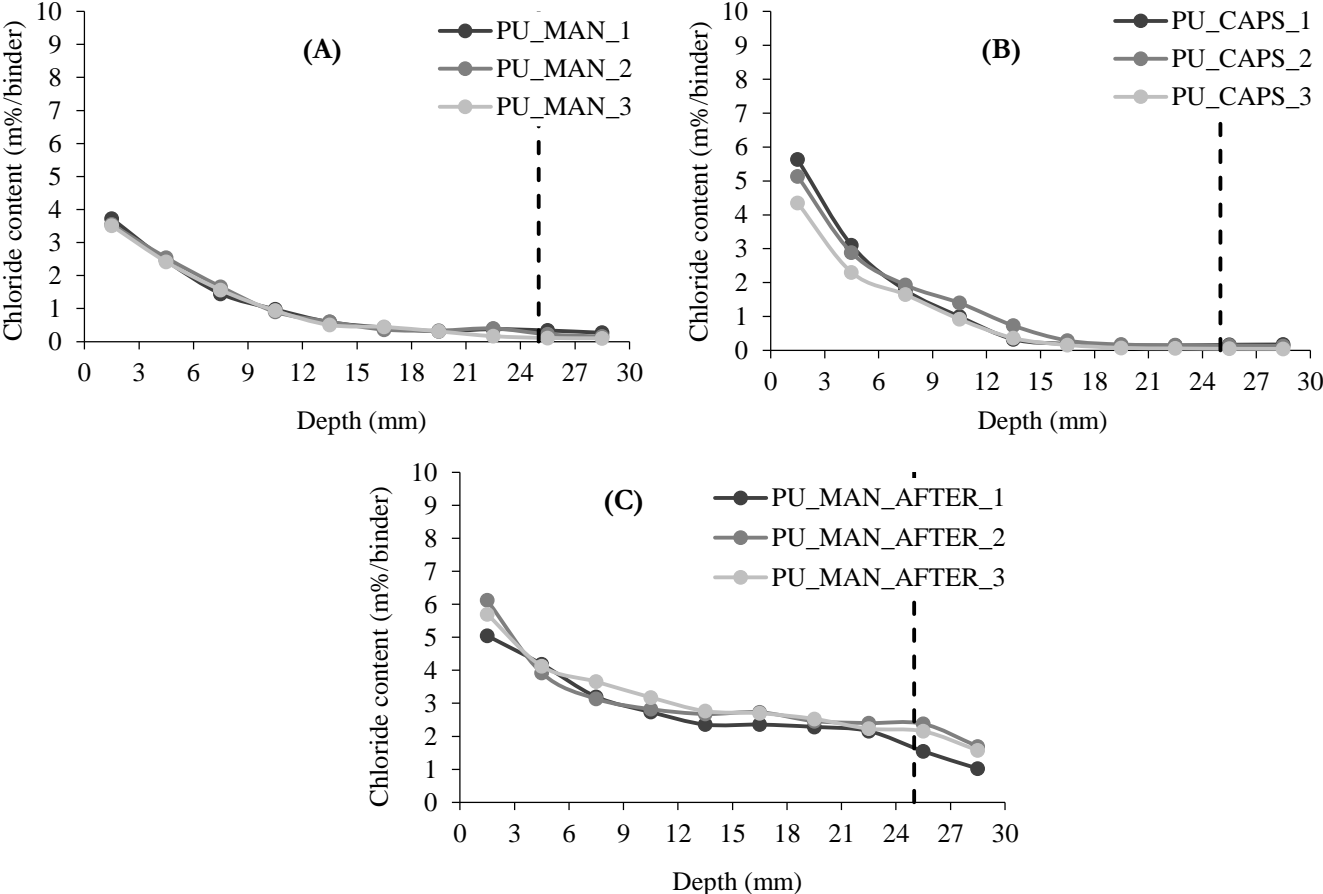 10
9
8
7
6
5
4
3
2
1
0
Chloride content (m%/binder)
(A)
PU_MAN_1
PU_MAN_2
PU_MAN_3
0 3 6 9 12 15 18 21 24 27 30
Depth (mm)
10
9
8
7
6
5
4
3
2
1
0
Chloride content (m%/binder)
(B)
PU_CAPS_1
PU_CAPS_2
PU_CAPS_3
0 3 6 9 12 15 18 21 24 27 30
Depth (mm)
10
9
8
7
6
5
4
3
2
1
0
Chloride content (m%/binder)
(C)
PU_MAN_AFTER_1
PU_MAN_AFTER_2
PU_MAN_AFTER_3
0 3 6 9 12 15 18 21 24 27 30
Depth (mm)